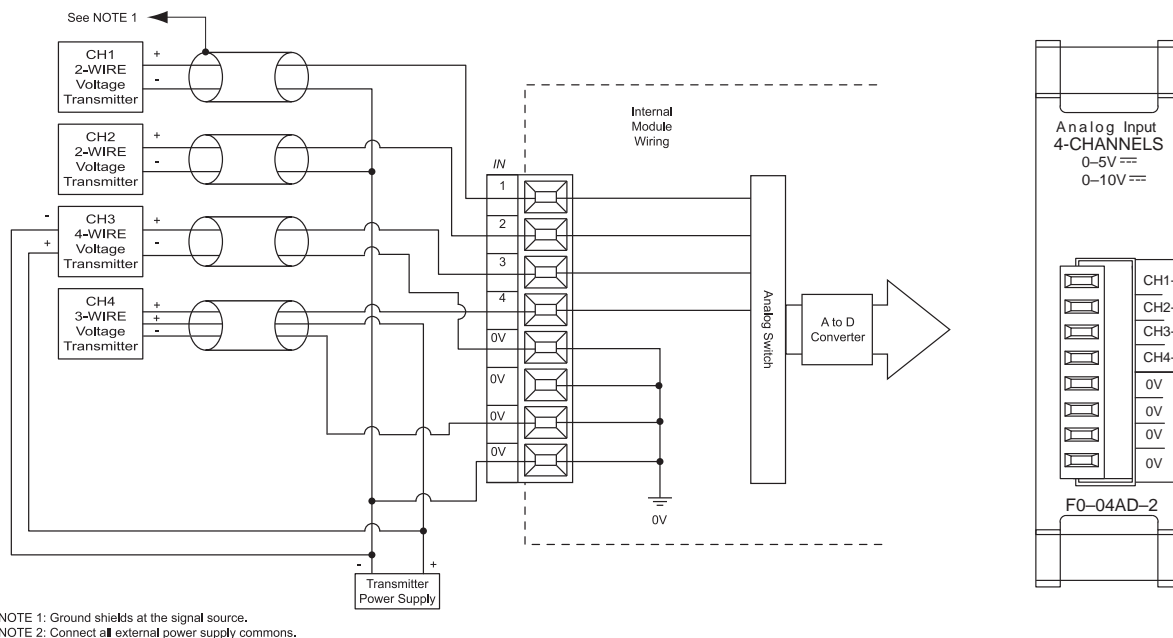 See NOTE 1
CH1
2-WIRE
Voltage
Transmitter
+
-
CH2
2-WIRE
Voltage
Transmitter
+
-
CH3
4-WIRE
Voltage
Transmitter
-
+
+
-
CH4
3-WIRE
Voltage
Transmitter
+
+
-
Internal
Module
Wiring
IN
1
2
3
4
0V
0V
0V
0V
0V
Analog Switch
A to D
Converter
-
+
Transmitter
Power Supply
NOTE 1: Ground shields at the signal source.
NOTE 2: Connect all external power supply commons.
Analog Input
4-CHANNELS
0–5V
0–10V
CH1-
CH2-
CH3-
CH4-
0V
0V
0V
0V
F0–04AD–2